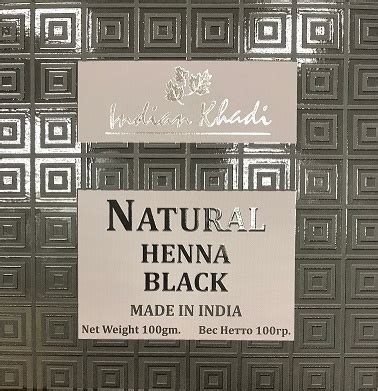 Indian Khadi
NATURAL
HENNA
BLACK
MADE IN INDIA
Net Weight 100gm. Вес Нетто 100гр.